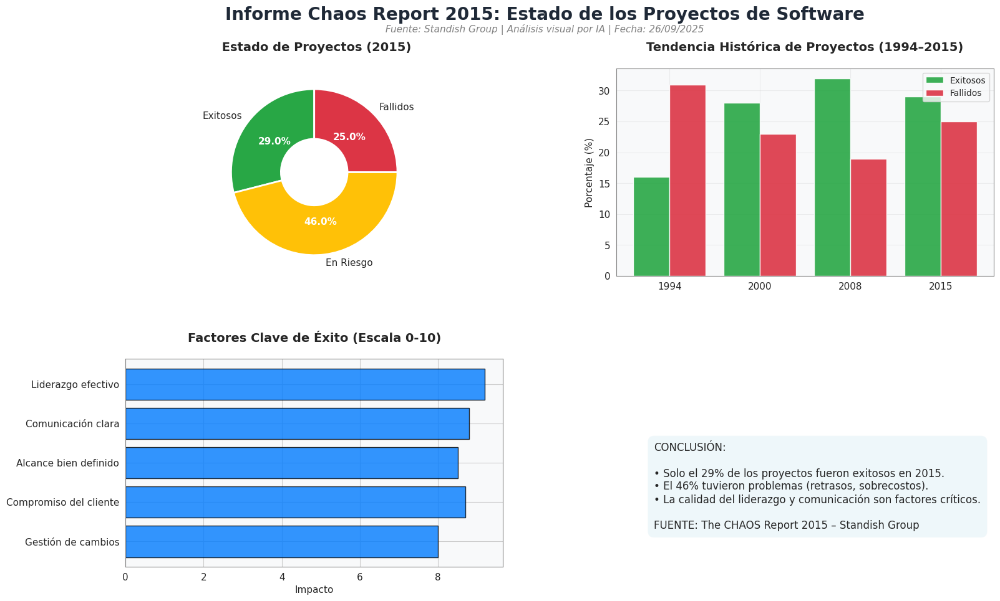 Informe Chaos Report 2015: Estado de los Proyectos de Software
Fuente: Standish Group | Análisis visual por IA | Fecha: 26/09/2025
Estado de Proyectos (2015)
Exitosos
Fallidos
29.0%
25.0%
46.0%
En Riesgo
Tendencia Histórica de Proyectos (1994–2015)
Exitosos
Fallidos
Porcentaje (%)
30
25
20
15
10
5
0
1994
2000
2008
2015
Factores Clave de Éxito (Escala 0-10)
Liderazgo efectivo
Comunicación clara
Alcance bien definido
Compromiso del cliente
Gestión de cambios
0
2
4
6
8
Impacto
CONCLUSIÓN:
• Solo el 29% de los proyectos fueron exitosos en 2015.
• El 46% tuvieron problemas (retrasos, sobrecostos).
• La calidad del liderazgo y comunicación son factores críticos.
FUENTE: The CHAOS Report 2015 – Standish Group